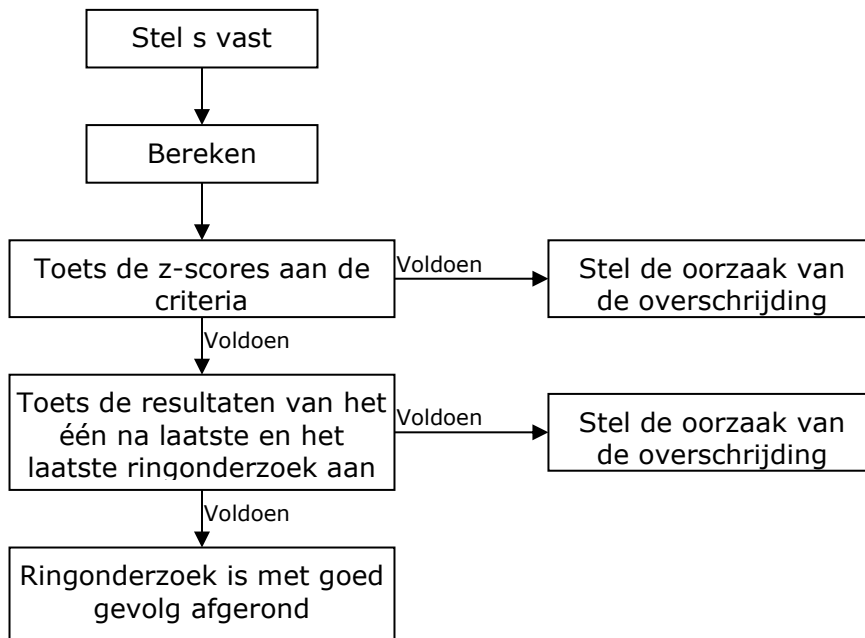 Stel s vast
Bereken
Toets de z-scores aan de
criteria
Voldoen
Stel de oorzaak van
de overschrijding
Voldoen
Toets de resultaten van het
één na laatste en het
laatste ringonderzoek aan
Voldoen
Stel de oorzaak van
de overschrijding
Voldoen
Ringonderzoek is met goed
gevolg afgerond